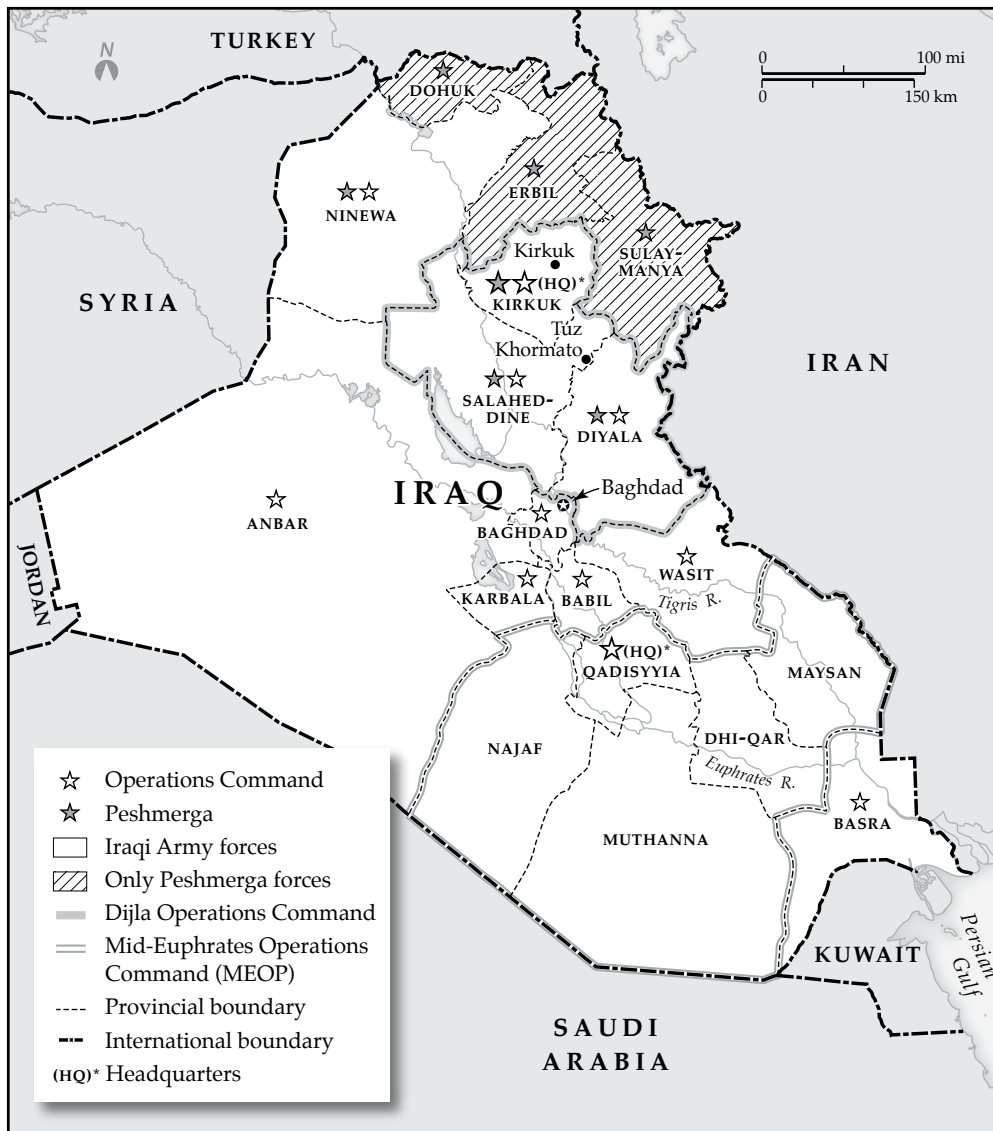 TURKEY
N
0 100 mi
0 150 km
DOHUK
ERBIL
NINEWA
SULAY-
MANYA
Kirkuk
(HQ)*
KIRKUK
SYRIA
Tuz
Khormato
IRAN
SALAHED-
DINE
DIYALA
IRAQ
Baghdad
ANBAR
BAGHDAD
JORDAN
WASIT
KARBALA
BABIL
Tigris R.
(HQ)*
QADISYYIA
MAYSAN
NAJAF
DHI-QAR
Euphrates R.
BASRA
MUTHANNA
KUWAIT
Persian
Gulf
SAUDI
ARABIA
Operations Command
Peshmerga
Iraqi Army forces
Only Peshmerga forces
Dijla Operations Command
Mid-Euphrates Operations
Command (MEOP)
Provincial boundary
International boundary
(HQ)* Headquarters